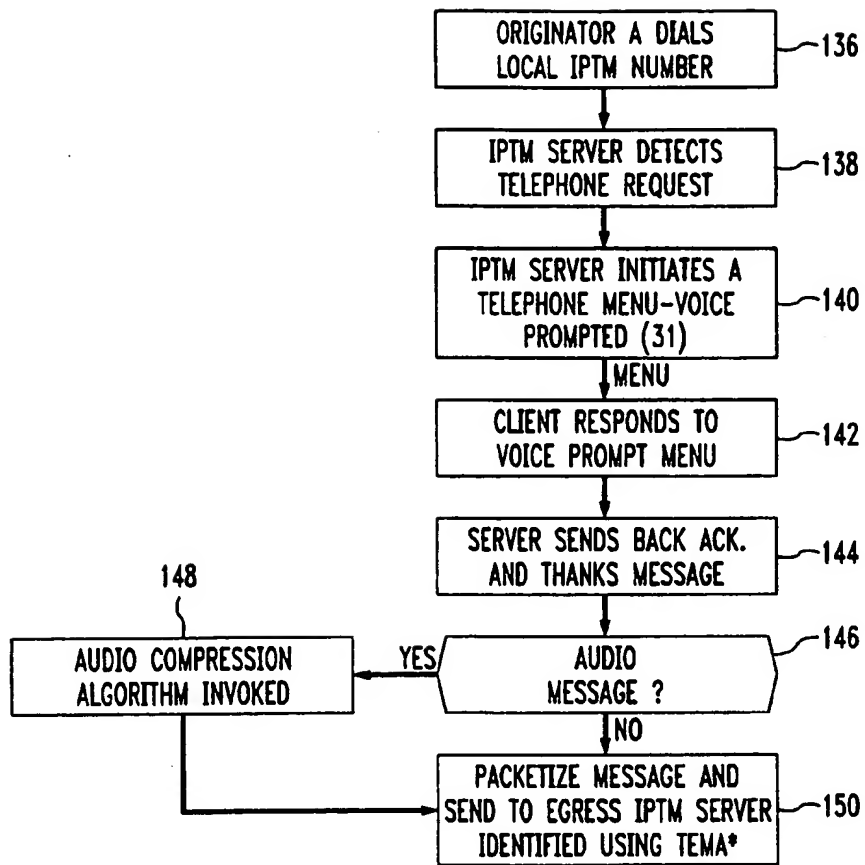 ORIGINATOR A DIALS
LOCAL IPTM NUMBER
136
IPTM SERVER DETECTS
TELEPHONE REQUEST
138
IPTM SERVER INITIATES A
TELEPHONE MENU-VOICE
PROMPTED (31)
140
MENU
CLIENT RESPONDS TO
VOICE PROMPT MENU
142
SERVER SENDS BACK ACK.
AND THANKS MESSAGE
144
148
AUDIO COMPRESSION
ALGORITHM INVOKED
YES
AUDIO
MESSAGE ?
146
NO
PACKETIZE MESSAGE AND
SEND TO EGRESS IPTM SERVER
IDENTIFIED USING TEMA*
150